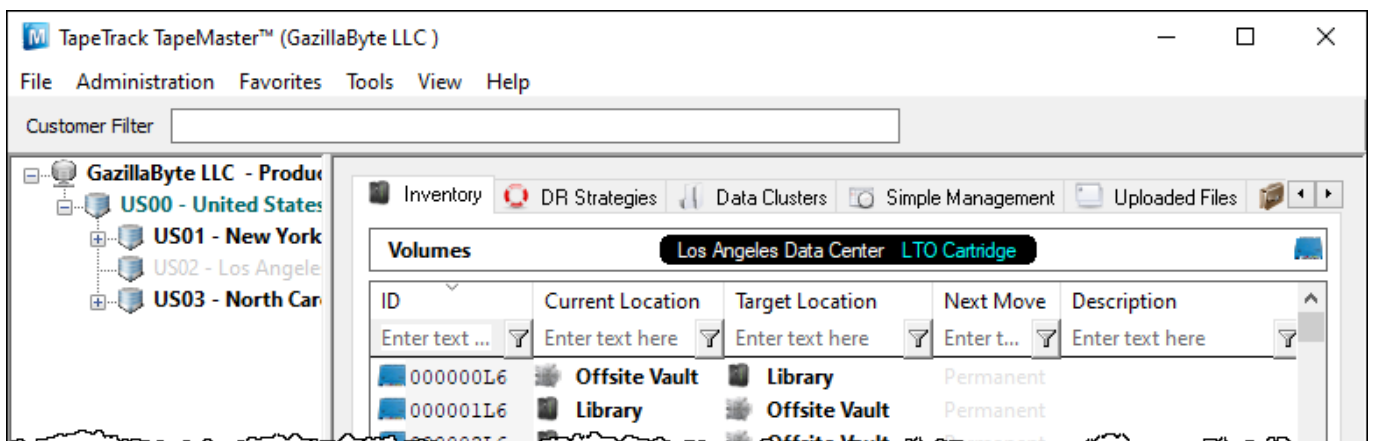 TapeTrack TapeMaster™ (GazillaByte LLC )
File Administration Favorites Tools View Help
Customer Filter
GazillaByte LLC - Produc
US00 - United States
US01 - New York
US02 - Los Angele
US03 - North Car
Inventory DR Strategies Data Clusters Simple Management Uploaded Files
Volumes Los Angeles Data Center LTO Cartridge
ID Current Location Target Location Next Move Description
Enter text ... Enter text here Enter text here Enter t... Enter text here
000000L6 Offsite Vault Library Permanent
000001L6 Library Offsite Vault Permanent